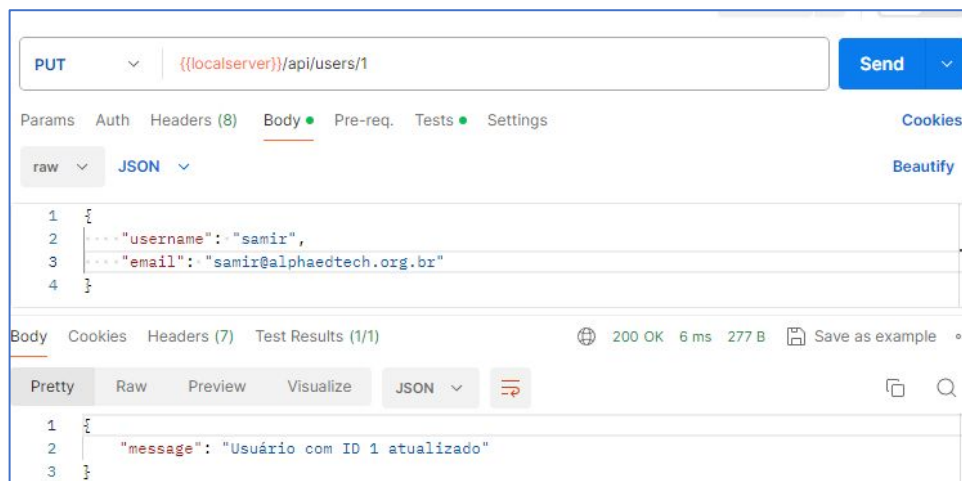 PUT {{localserver}}/api/users/1 Send
Params Auth Headers (8) Body Pre-req. Tests Settings Cookies
raw JSON Beautify
1 {
2 "username": "samir",
3 "email": "samir@alphaedtech.org.br"
4 }
Body Cookies Headers (7) Test Results (1/1) 200 OK 6 ms 277 B Save as example
Pretty Raw Preview Visualize JSON
1 {
2 "message": "Usuário com ID 1 atualizado"
3 }